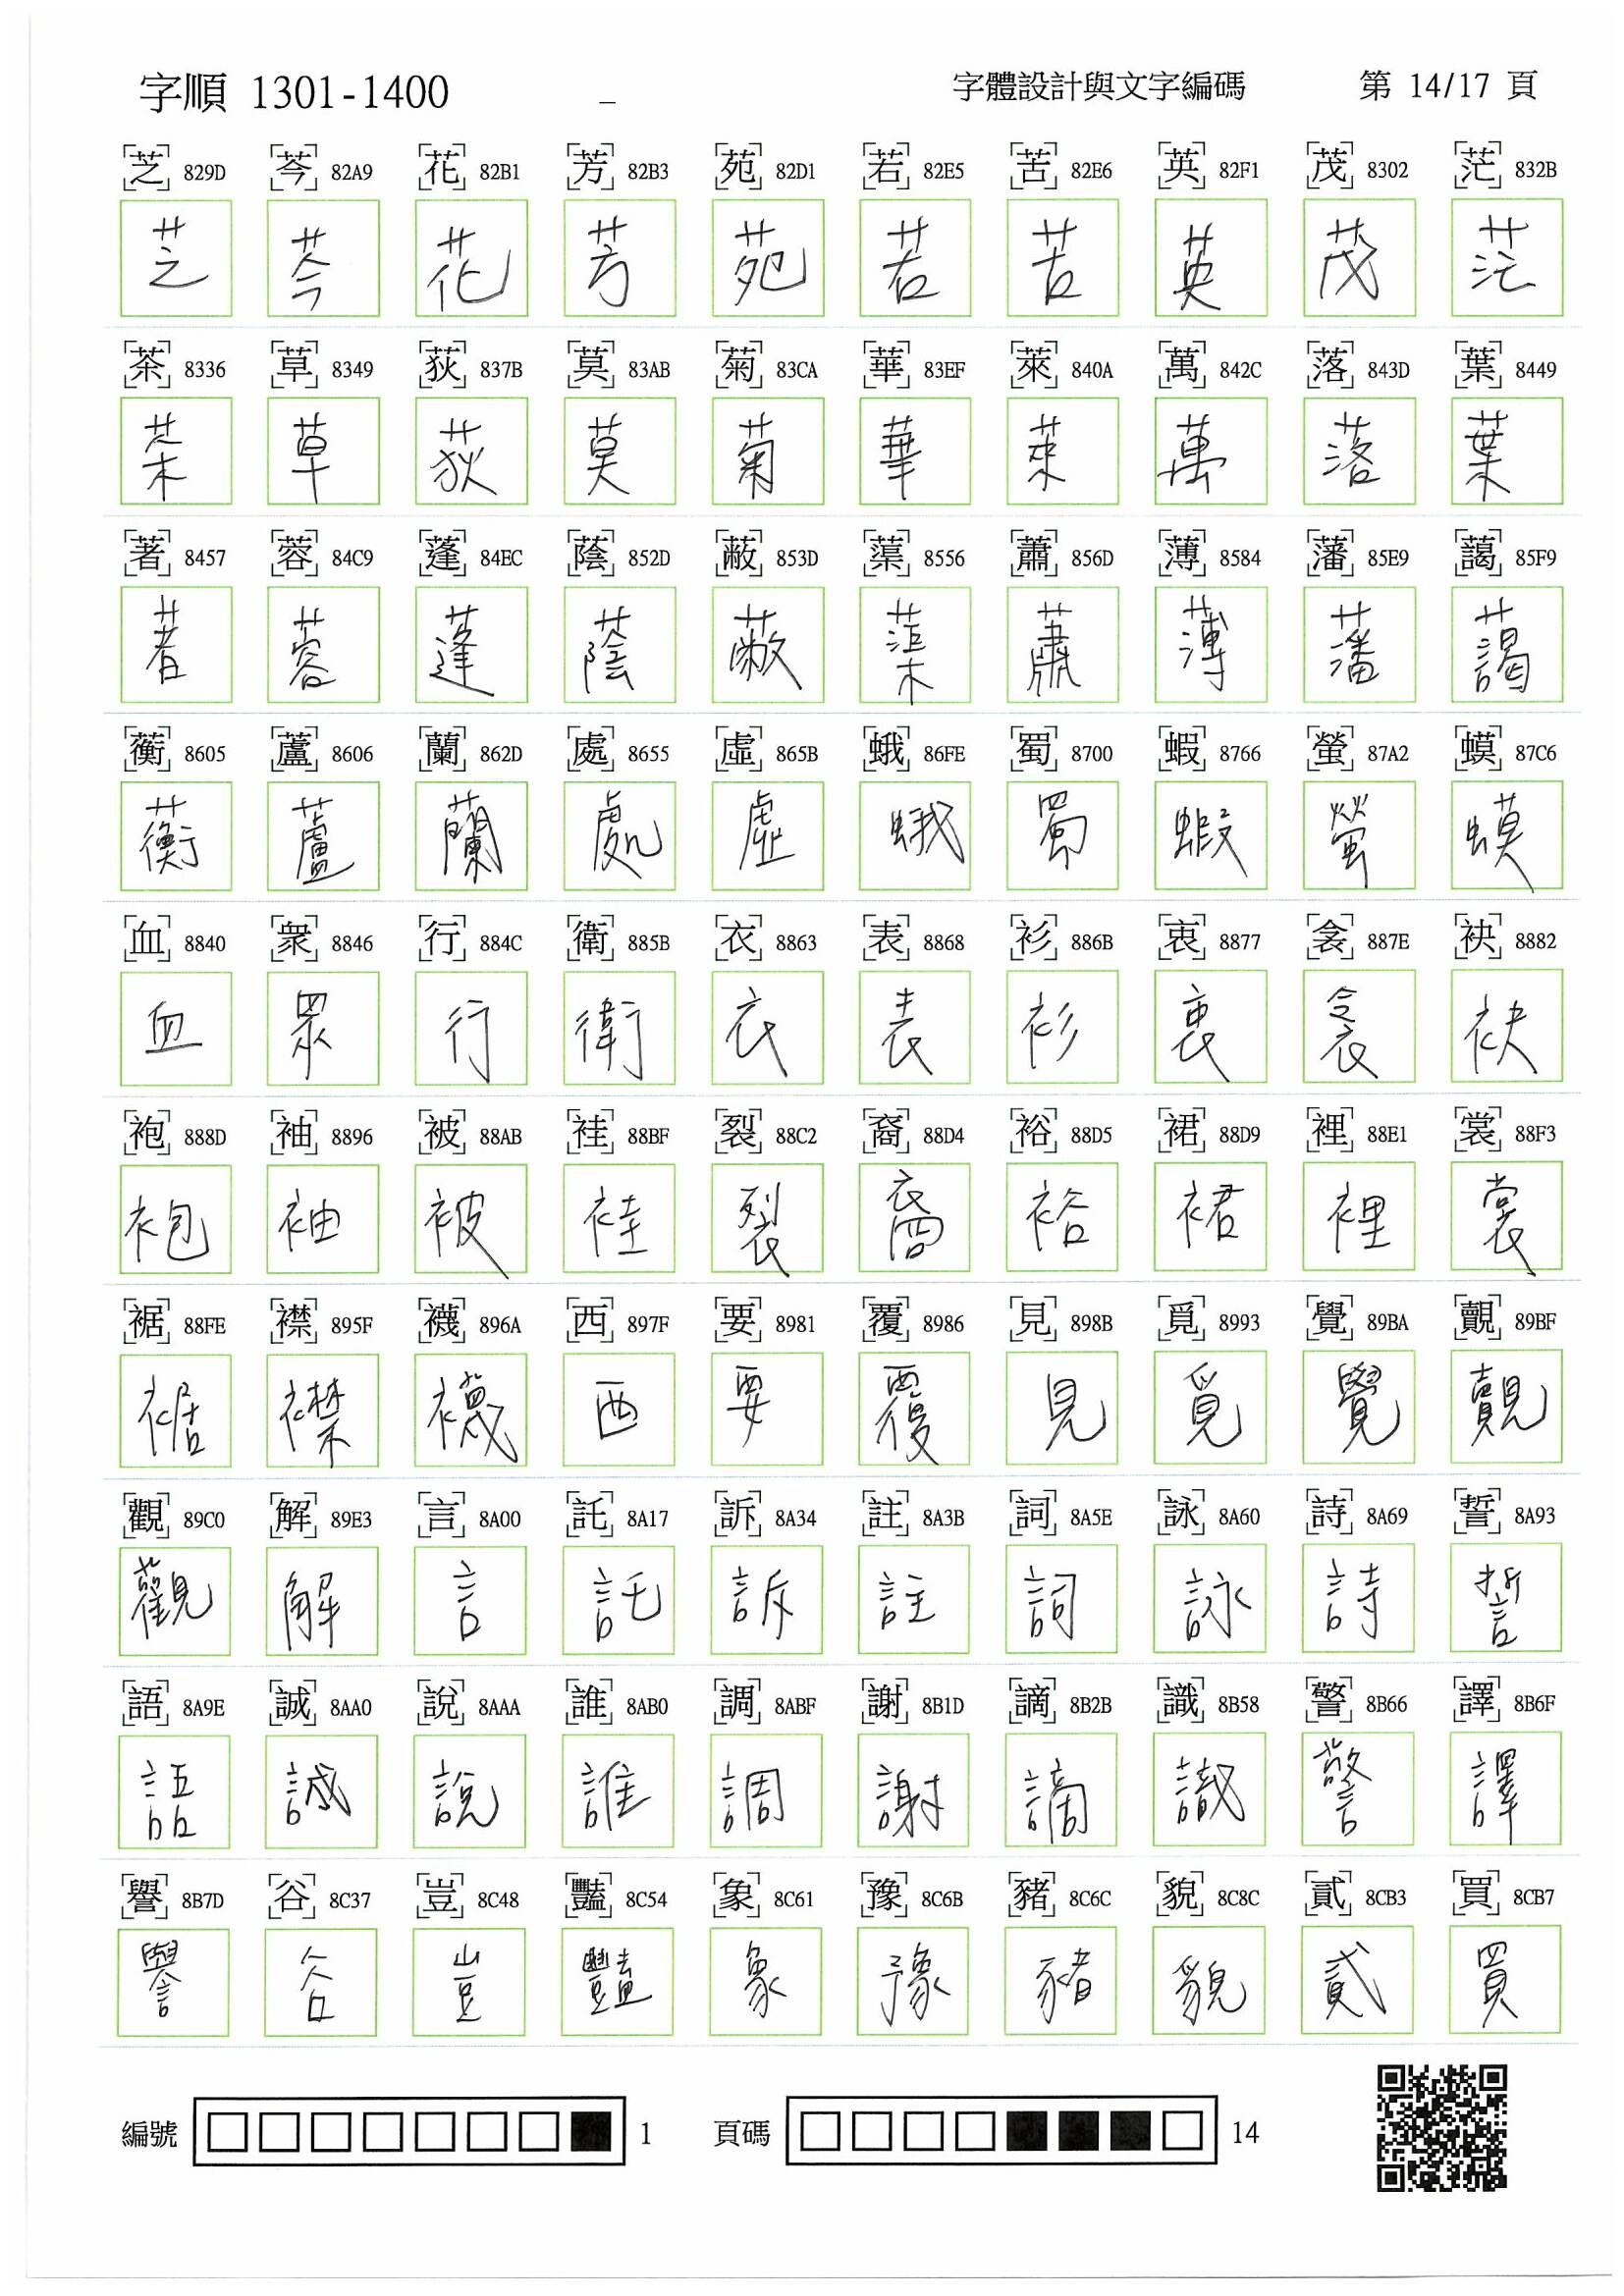 字順 1301-1400 _ 字體設計與文字編碼 第 14/17 頁
芝 829D 芩 82A9 花 82B1 芳 82B3 苑 82D1 若 82E5 苦 82E6 英 82F1 茂 8302 茫 832B
芝 芩 花 芳 苑 若 苦 英 茂 茫
茶 8336 草 8349 荻 837B 莫 83AB 菊 83CA 華 83EF 萊 840A 萬 842C 落 843D 葉 8449
茶 草 荻 莫 菊 華 萊 萬 落 葉
著 8457 蓉 84C9 蓬 84EC 蔭 852D 蔽 853D 蕖 8556 蕭 856D 薄 8584 藩 85E9 藹 85F9
著 蓉 蓬 蔭 蔽 蕖 蕭 薄 藩 藹
蘅 8605 蘆 8606 蘭 862D 處 8655 虛 865B 蛾 86FE 蜀 8700 蝦 8766 螢 87A2 蟆 87C6
蘅 蘆 蘭 處 虛 蛾 蜀 蝦 螢 蟆
血 8840 衆 8846 行 884C 衛 885B 衣 8863 表 8868 衫 886B 衷 8877 衾 887E 袂 8882
血 眾 行 衛 衣 表 衫 衷 衾 袂
袍 888D 袖 8896 被 88AB 袿 88BF 裂 88C2 裔 88D4 裕 88D5 裙 88D9 裡 88E1 裳 88F3
袍 袖 被 袿 裂 裔 裕 裙 裡 裳
裾 88FE 襟 895F 襪 896A 西 897F 要 8981 覆 8986 見 898B 覓 8993 覺 89BA 覿 89BF
裾 襟 襪 西 要 覆 見 覓 覺 覿
觀 89C0 解 89E3 言 8A00 託 8A17 訴 8A34 註 8A3B 詞 8A5E 詠 8A60 詩 8A69 誓 8A93
觀 解 言 託 訴 註 詞 詠 詩 誓
語 8A9E 誠 8AA0 說 8AAA 誰 8AB0 調 8ABF 謝 8B1D 謫 8B2B 識 8B58 警 8B66 譯 8B6F
語 誠 說 誰 調 謝 謫 識 警 譯
譽 8B7D 谷 8C37 豈 8C48 豔 8C54 象 8C61 豫 8C6B 豬 8C6C 貌 8C8C 貳 8CB3 買 8CB7
譽 谷 豈 豔 象 豫 豬 貌 貳 買
編號 1 頁碼 14